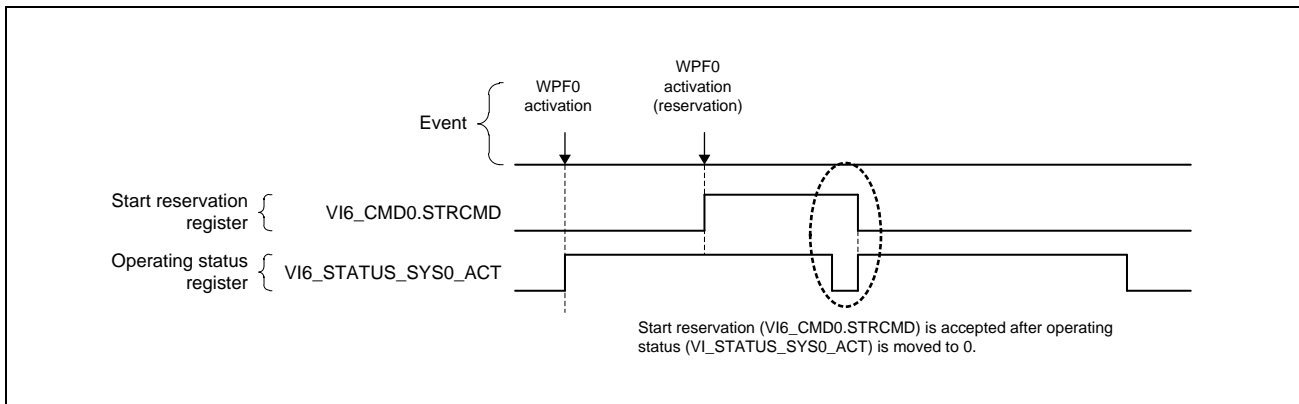 WPF0
activation
WPF0
activation
(reservation)
Event
Start reservation
register
VI6_CMD0.STRCMD
Operating status
register
VI6_STATUS_SYS0_ACT
Start reservation (VI6_CMD0.STRCMD) is accepted after operating
status (VI_STATUS_SYS0_ACT) is moved to 0.